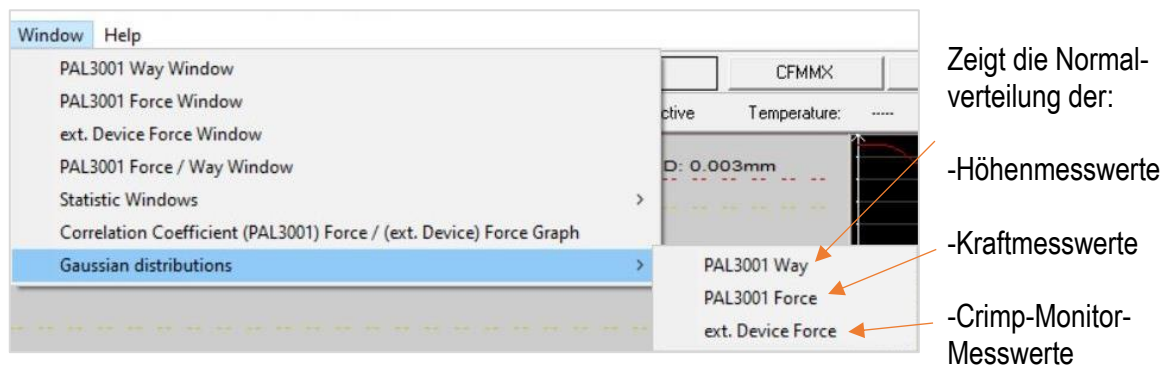 Window Help
PAL3001 Way Window
PAL3001 Force Window
ext. Device Force Window
PAL3001 Force / Way Window
Statistic Windows
Correlation Coefficient (PAL3001) Force / (ext. Device) Force Graph
Gaussian distributions
CFMMX
ctive Temperature: -----
D: 0.003mm
PAL3001 Way
PAL3001 Force
ext. Device Force
Zeigt die Normal-
verteilung der:
-Höhenmesswerte
-Kraftmesswerte
-Crimp-Monitor-
Messwerte